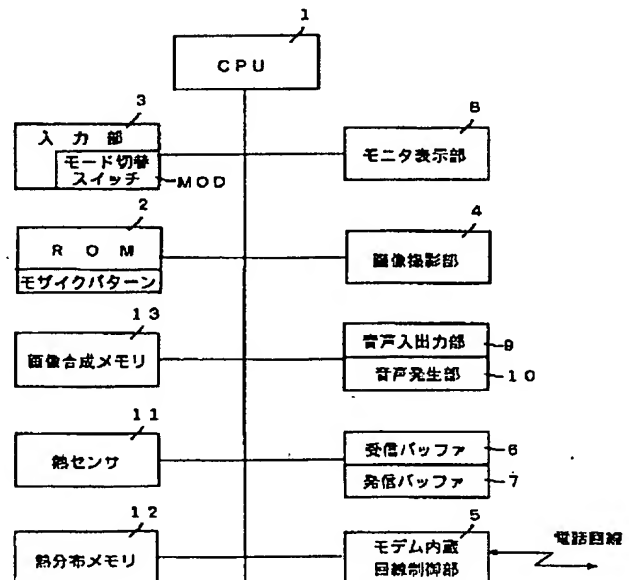 1
CPU
3
入力部
モード切替
スイッチ
MOD
8
モニタ表示部
2
ROM
モザイクパターン
4
画像撮影部
13
画像合成メモリ
音声入出力部
9
音声発生部
10
11
熱センサ
受信バッファ
6
発信バッファ
7
12
熱分布メモリ
5
モデム内蔵
回線制御部
電話回線